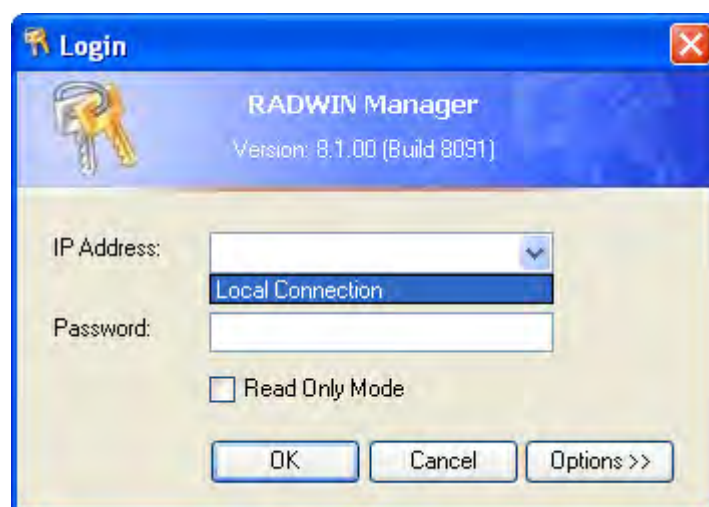 Login
RADWIN Manager
Version: 8.1.00 (Build 8091)
IP Address:
Local Connection
Password:
Read Only Mode
OK Cancel Options >>